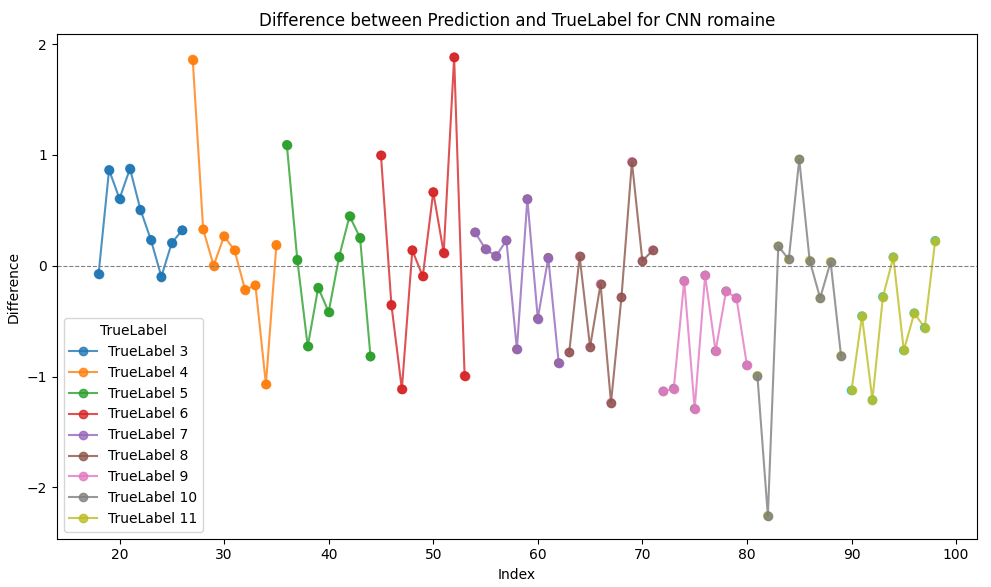 Difference between Prediction and TrueLabel for CNN romaine
2
1
0
−1
−2
Difference
TrueLabel
TrueLabel 3
TrueLabel 4
TrueLabel 5
TrueLabel 6
TrueLabel 7
TrueLabel 8
TrueLabel 9
TrueLabel 10
TrueLabel 11
20 30 40 50 60 70 80 90 100
Index